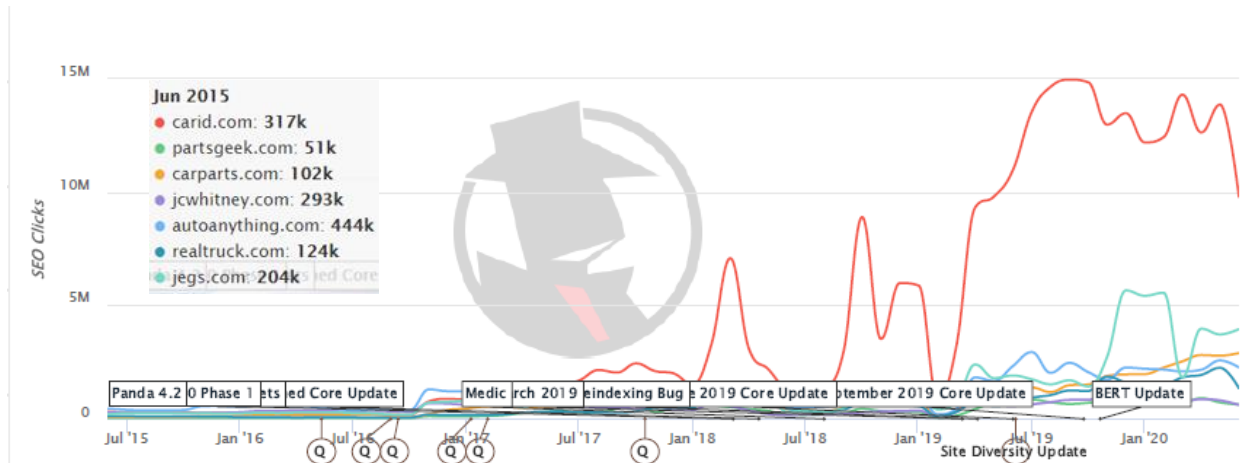 15M
Jun 2015
carid.com: 317k
partsgeek.com: 51k
carparts.com: 102k
jcwhitney.com: 293k
autoanything.com: 444k
realtruck.com: 124k
jegs.com: 204k
10M
SEO Clicks
5M
Panda 4.2 0 Phase 1 ets ed Core Update Medic rch 2019 eindexing Bug e 2019 Core Update ptember 2019 Core Update BERT Update
0
Jul '15 Jan '16 Jul '16 Jan '17 Jul '17 Jan '18 Jul '18 Jan '19 Jul '19 Jan '20
Q Q Q Q Q Q Site Diversity Update